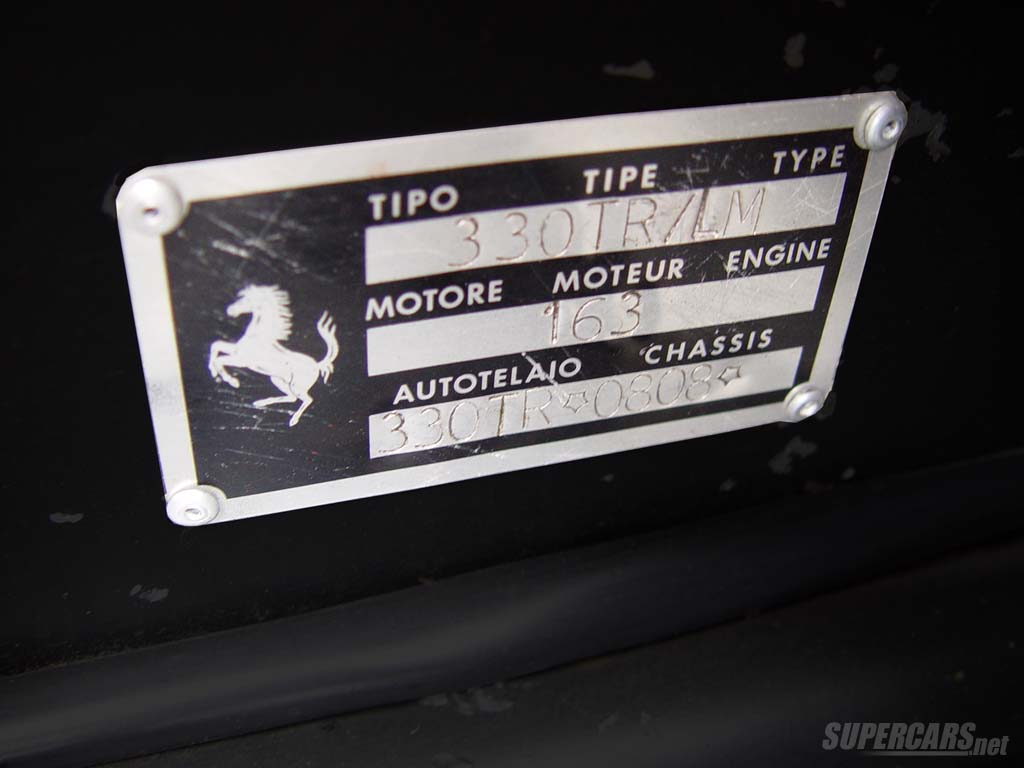 TIPO TIPE TYPE
330TR/LM
MOTORE MOTEUR ENGINE
163
AUTOTELAIO CHASSIS
330TR☆0808☆
SUPERCARS.net